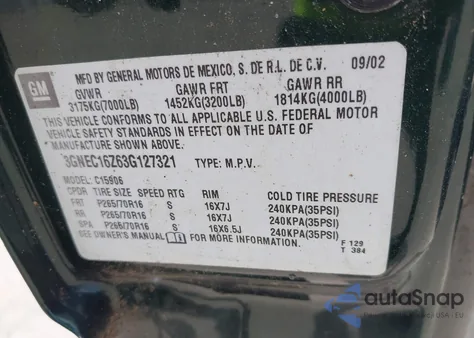 GM
MFD BY GENERAL MOTORS DE MEXICO, S. DE R.L. DE C.V. 09/02
GVWR GAWR FRT GAWR RR
3175KG(7000LB) 1452KG(3200LB) 1814KG(4000LB)
THIS VEHICLE CONFORMS TO ALL APPLICABLE U.S. FEDERAL MOTOR
VEHICLE SAFETY STANDARDS IN EFFECT ON THE DATE OF
MANUFACTURE SHOWN ABOVE.
3GNEC16Z63G127321 TYPE: M.P.V.
MODEL: C15906
CPDR TIRE SIZE SPEED RTG RIM COLD TIRE PRESSURE
FRT P265/70R16 S 16X7J 240KPA(35PSI)
RR P265/70R16 S 16X7J 240KPA(35PSI)
SPA P265/70R16 S 16X6.5J 240KPA(35PSI)
SEE OWNER'S MANUAL FOR MORE INFORMATION.
F 129
T 384
autaSnap